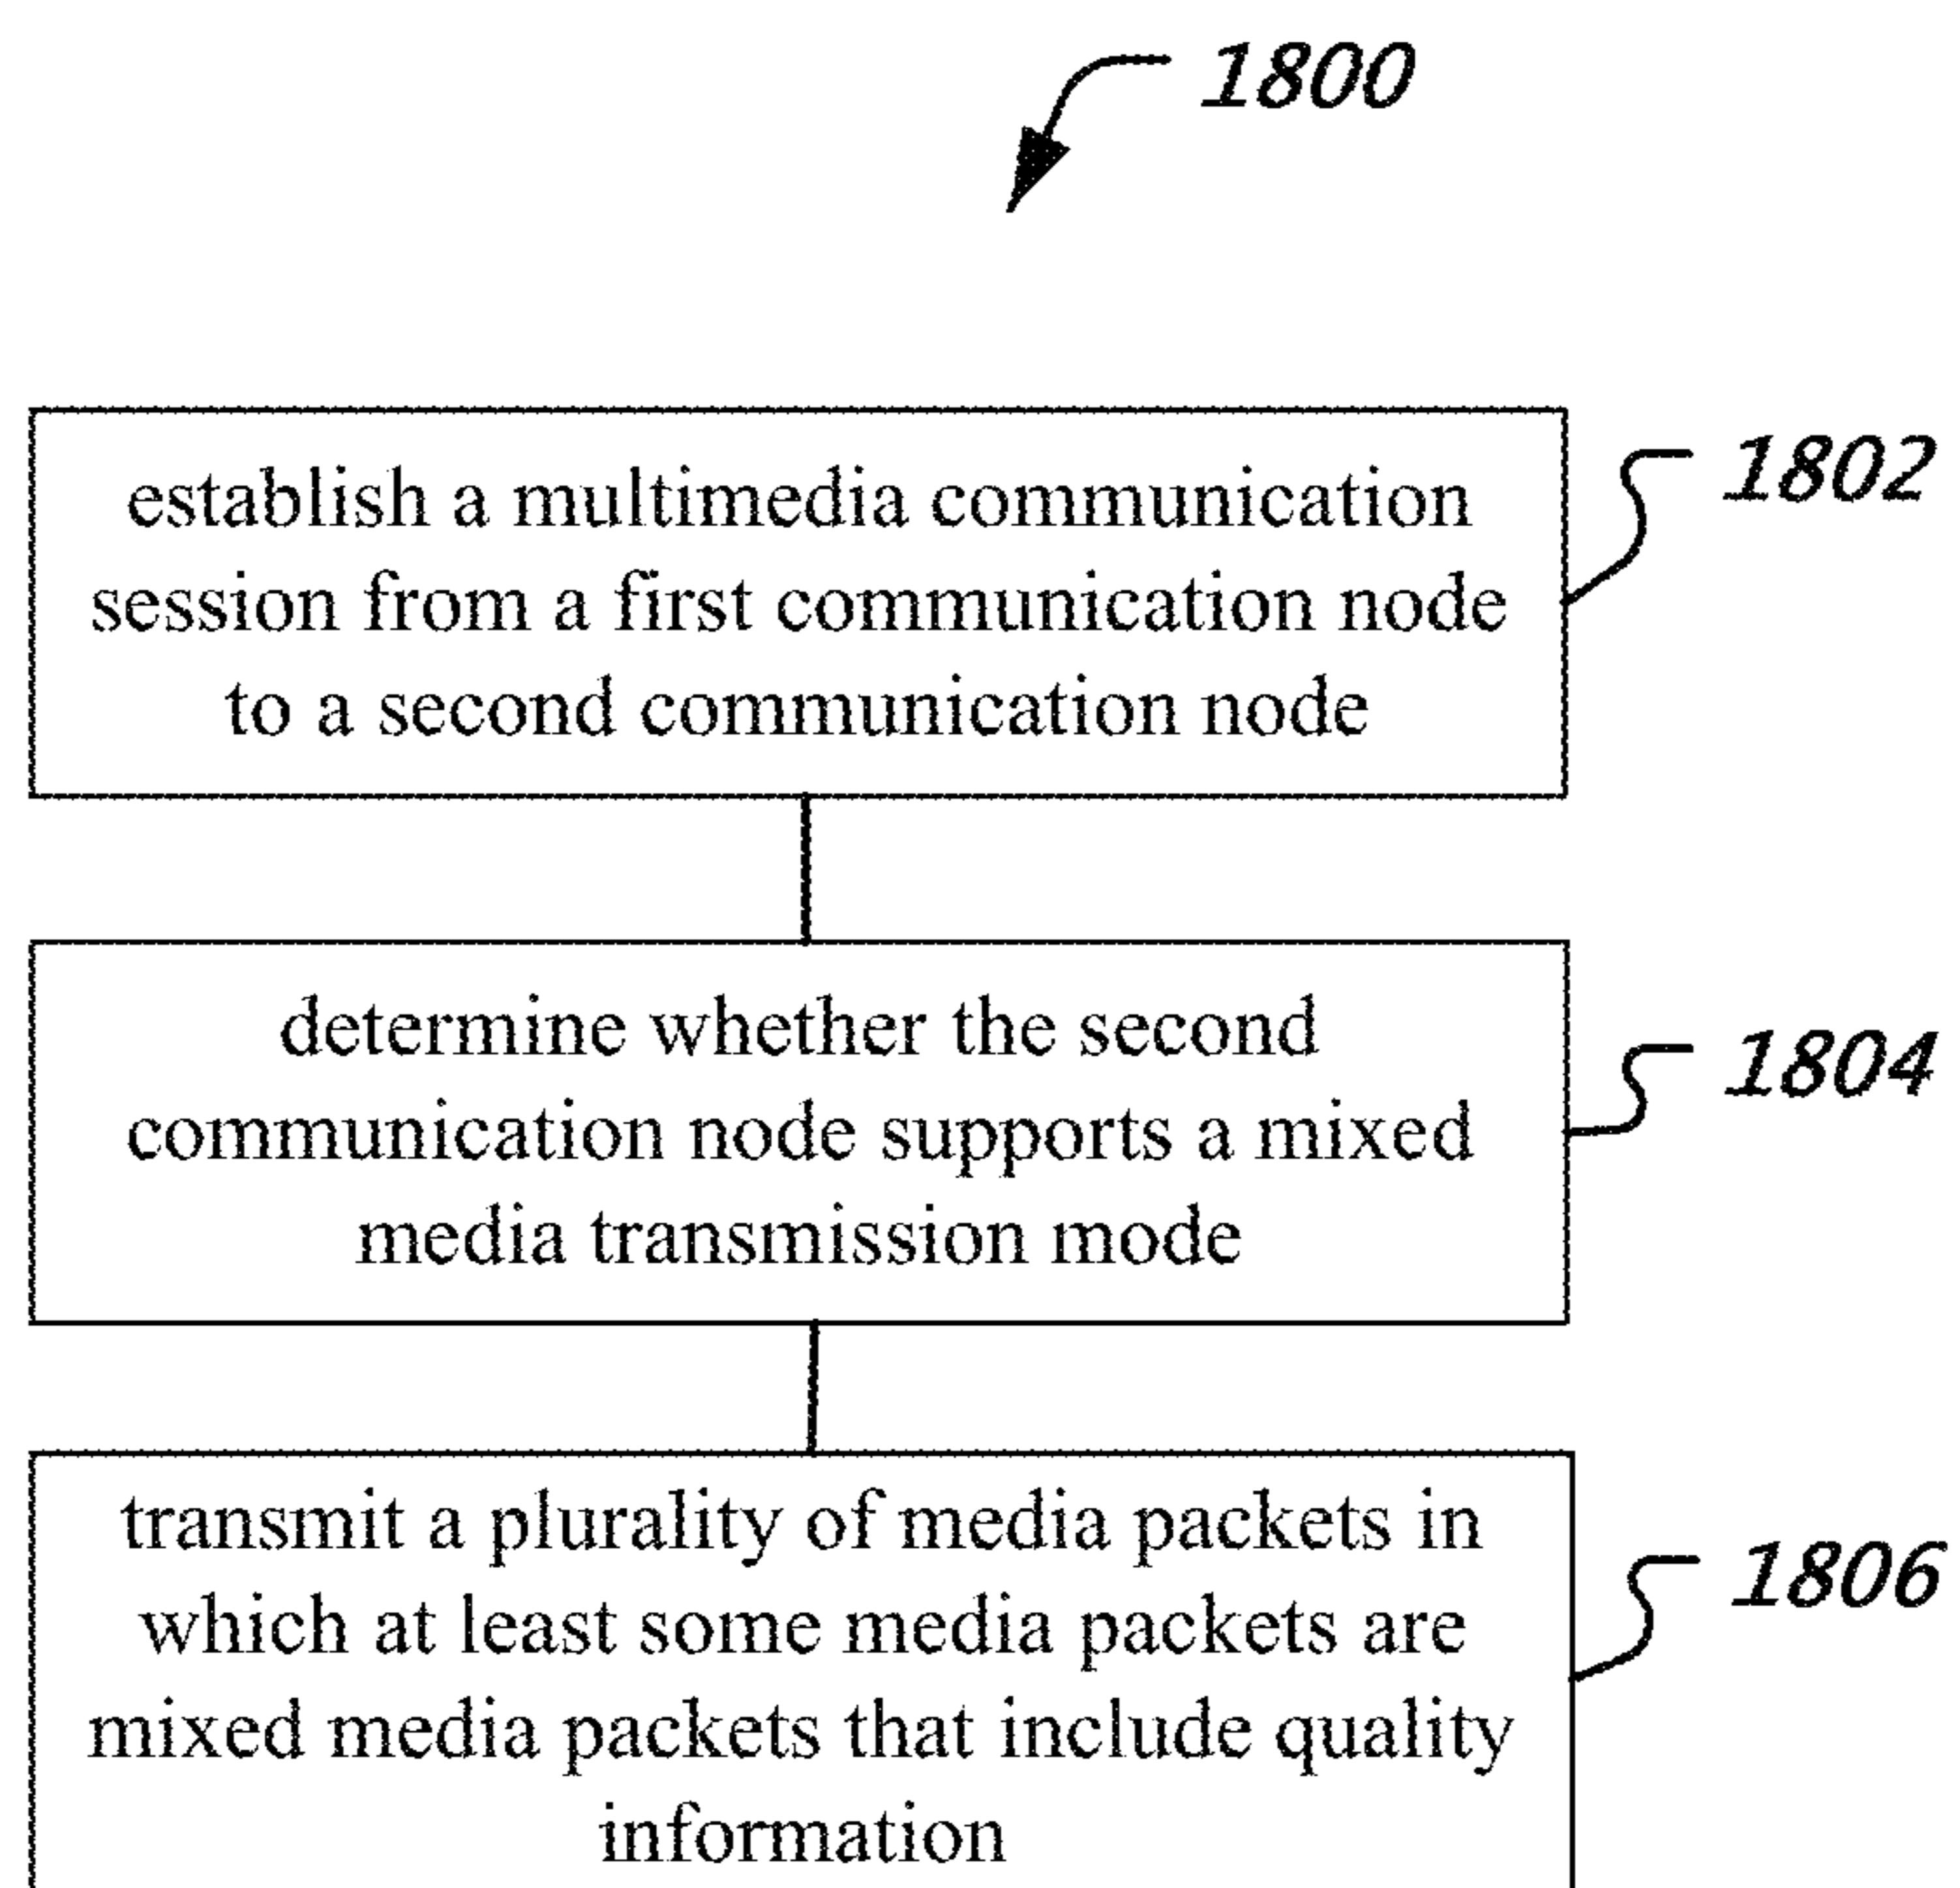 1800
establish a multimedia communication
session from a first communication node
to a second communication node
1802
determine whether the second
communication node supports a mixed
media transmission mode
1804
transmit a plurality of media packets in
which at least some media packets are
mixed media packets that include quality
information
1806